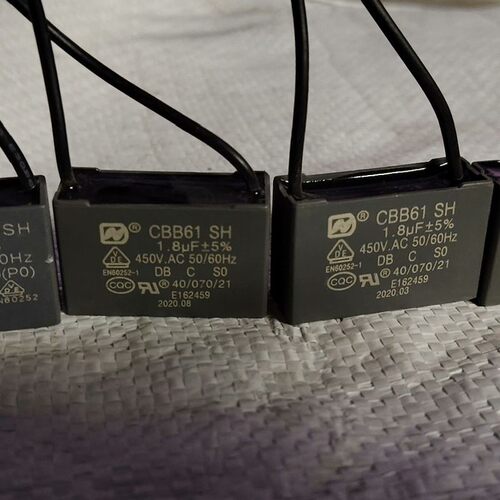 SH
0Hz
(P0)
EN60252
® CBB61 SH
1.8µF±5%
450V.AC 50/60Hz
EN60252-1 DB C S0
CQC 40/070/21
E162459
2020.08
® CBB61 SH
1.8µF±5%
450V.AC 50/60Hz
EN60252-1 DB C S0
CQC 40/070/21
E162459
2020.03